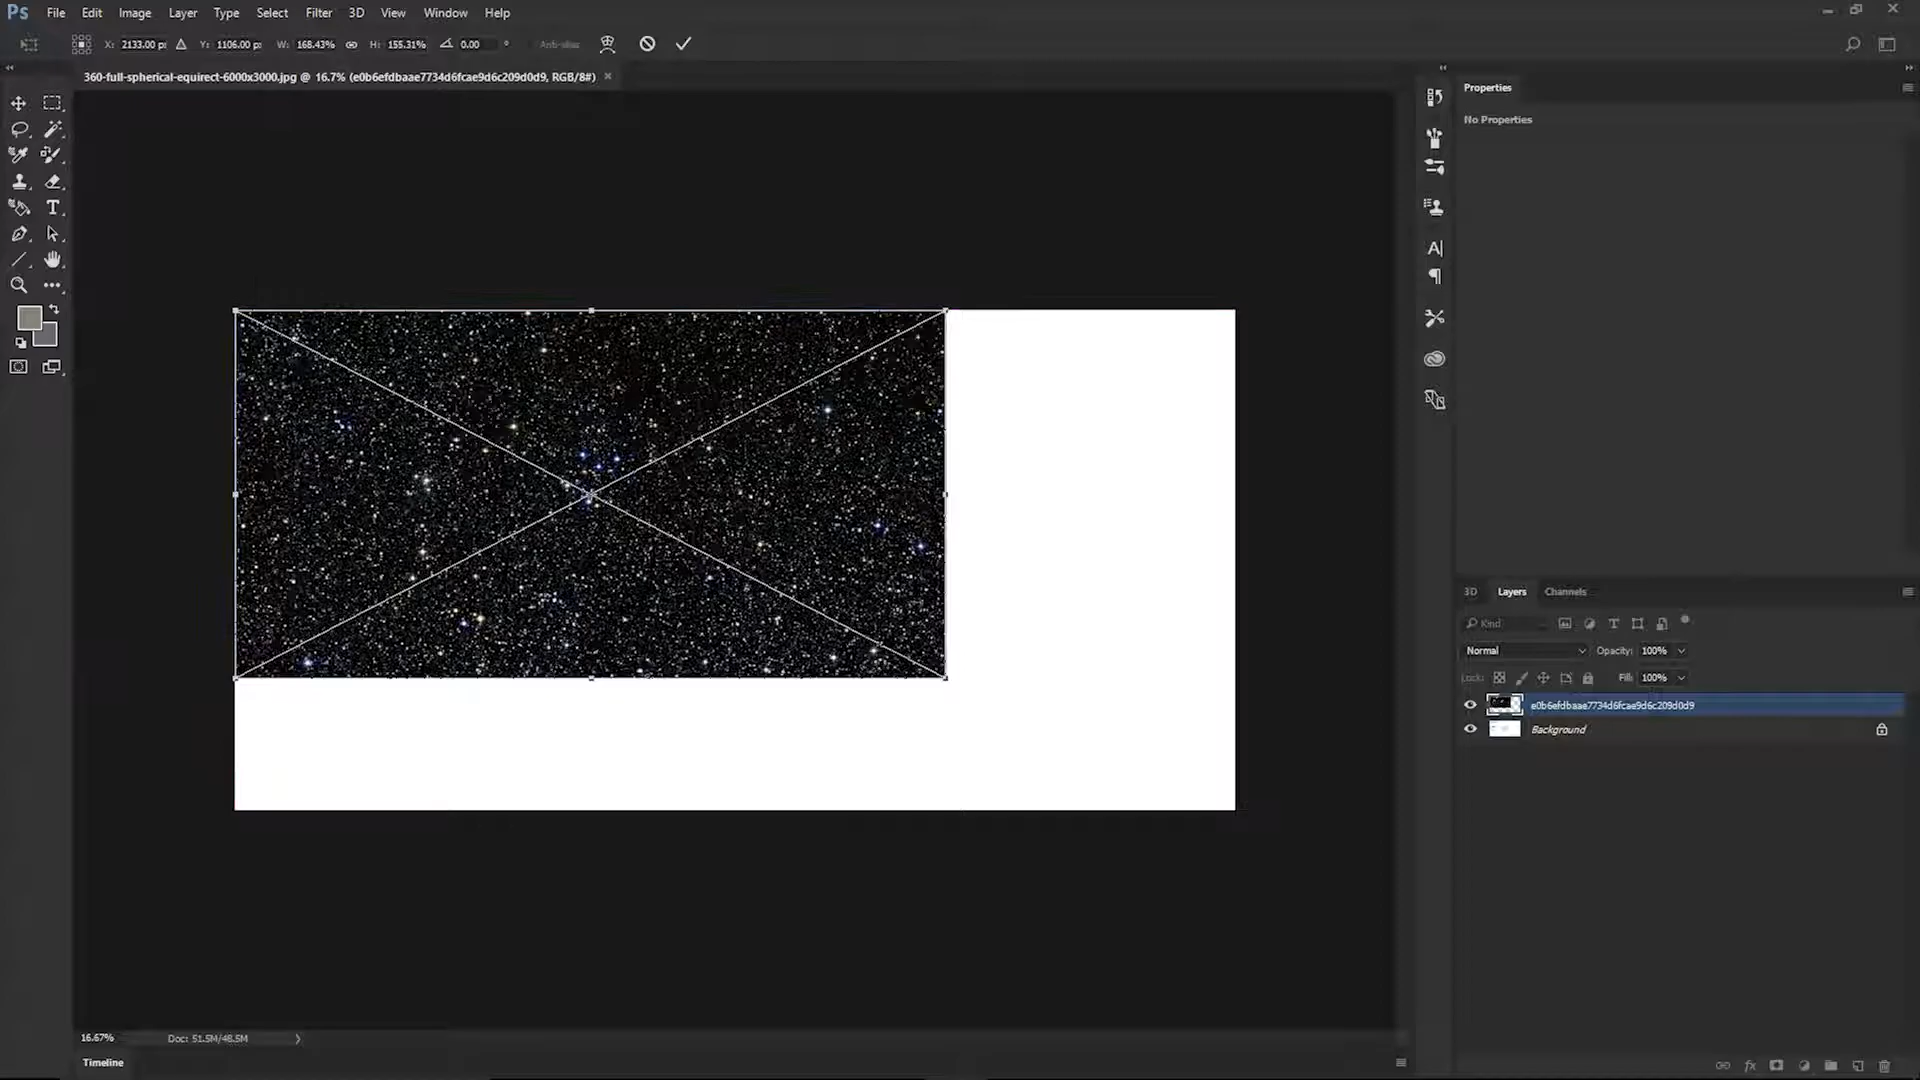 Ps File Edit Image Layer Type Select Filter 3D View Window Help
X: 2133.00 p Y: 1106.00 p W: 168.43% H: 155.31% 0.00 ° Anti-alias
360-full-spherical-equirect-6000x3000.jpg @ 16.7% (e0b6efdbaae7734d6fcae9d6c209d0d9, RGB/8#) ×
Properties
No Properties
3D Layers Channels
Kind
Normal Opacity: 100%
Lock: Fill: 100%
e0b6efdbaae7734d6fcae9d6c209d0d9
Background
16.67% Doc: 51.5M/48.5M
Timeline